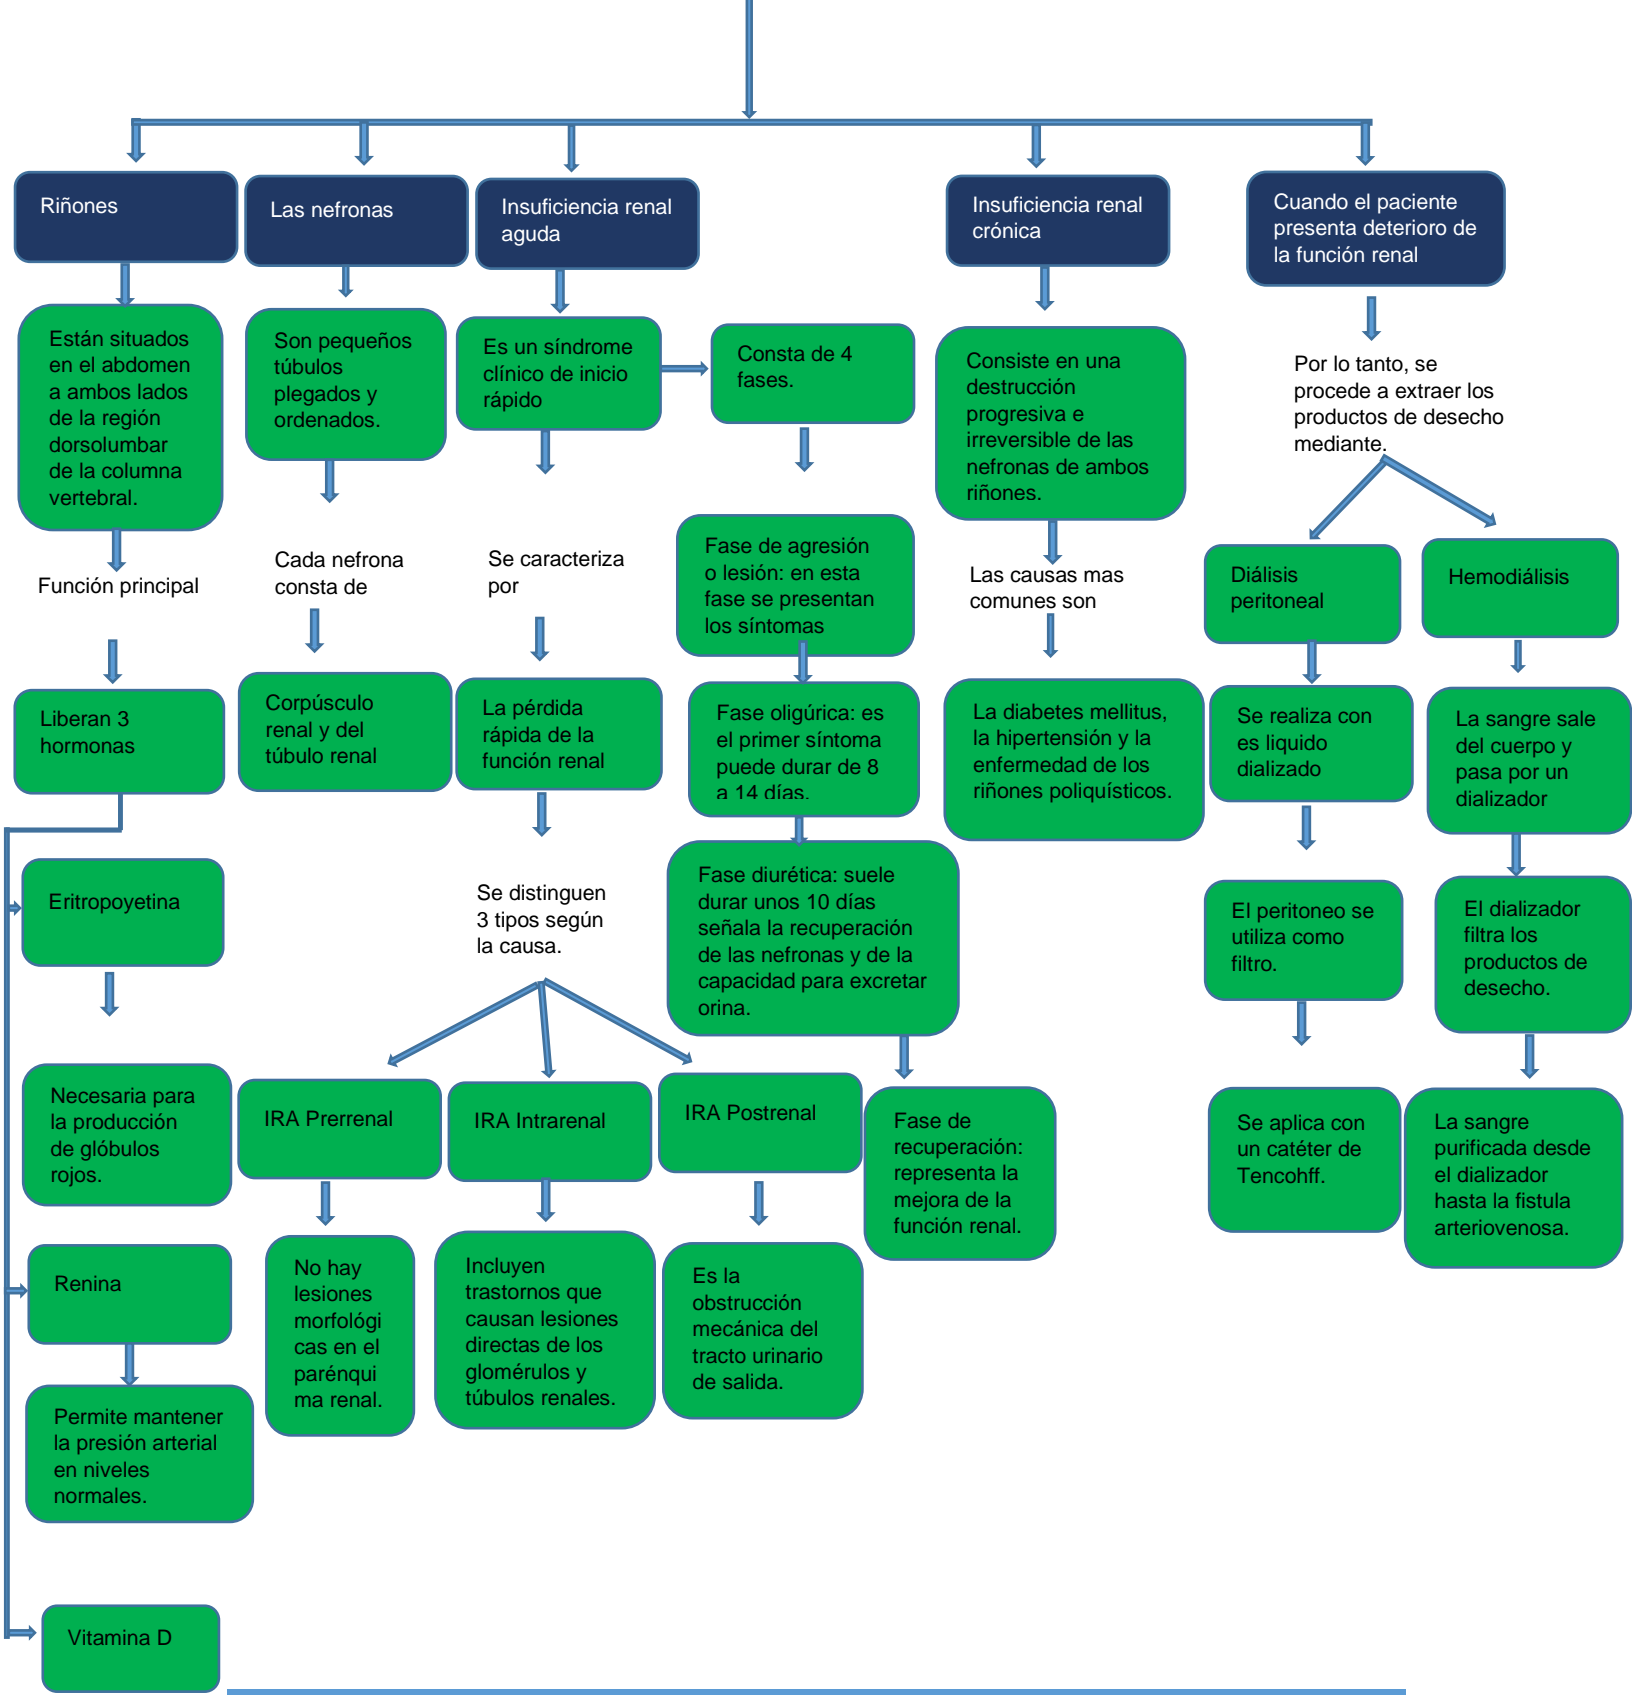 Riñones
Están situados
en el abdomen
a ambos lados
de la región
dorsolumbar
de la columna
vertebral.
Función principal
Liberan 3
hormonas
Eritropoyetina
Necesaria para
la producción
de glóbulos
rojos.
Renina
Permite mantener
la presión arterial
en niveles
normales.
Vitamina D
Las nefronas
Son pequeños
túbulos
plegados y
ordenados.
Cada nefrona
consta de
Corpúsculo
renal y del
túbulo renal
Insuficiencia renal
aguda
Es un síndrome
clínico de inicio
rápido
Se caracteriza
por
La pérdida
rápida de la
función renal
Se distinguen
3 tipos según
la causa.
IRA Prerrenal
No hay
lesiones
morfológi
cas en el
parénqui
ma renal.
IRA Intrarenal
Incluyen
trastornos que
causan lesiones
directas de los
glomérulos y
túbulos renales.
IRA Postrenal
Es la
obstrucción
mecánica del
tracto urinario
de salida.
Consta de 4
fases.
Fase de agresión
o lesión: en esta
fase se presentan
los síntomas
Fase oligúrica: es
el primer síntoma
puede durar de 8
a 14 días.
Fase diurética: suele
durar unos 10 días
señala la recuperación
de las nefronas y de la
capacidad para excretar
orina.
Fase de
recuperación:
representa la
mejora de la
función renal.
Insuficiencia renal
crónica
Consiste en una
destrucción
progresiva e
irreversible de las
nefronas de ambos
riñones.
Las causas mas
comunes son
La diabetes mellitus,
la hipertensión y la
enfermedad de los
riñones poliquísticos.
Cuando el paciente
presenta deterioro de
la función renal
Por lo tanto, se
procede a extraer los
productos de desecho
mediante.
Diálisis
peritoneal
Se realiza con
es liquido
dializado
El peritoneo se
utiliza como
filtro.
Se aplica con
un catéter de
Tencohff.
Hemodiálisis
La sangre sale
del cuerpo y
pasa por un
dializador
El dializador
filtra los
productos de
desecho.
La sangre
purificada desde
el dializador
hasta la fistula
arteriovenosa.